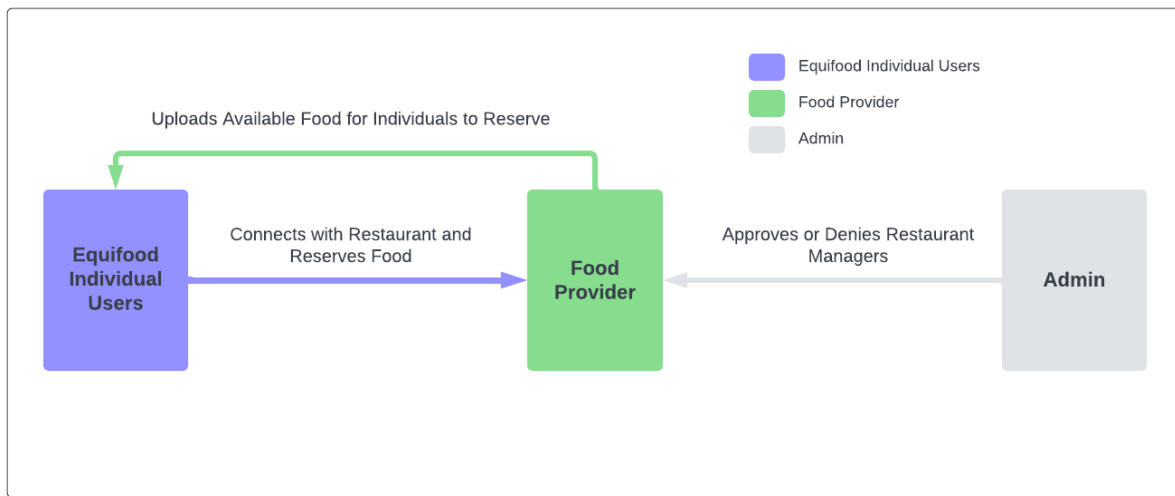 Equifood Individual Users
Food Provider
Admin
Uploads Available Food for Individuals to Reserve
Equifood
Individual
Users
Connects with Restaurant and
Reserves Food
Food
Provider
Approves or Denies Restaurant
Managers
Admin